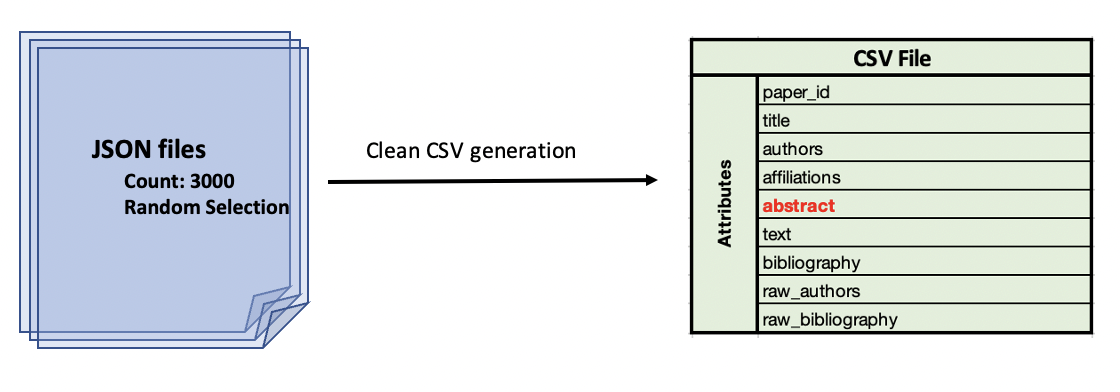 JSON files
Count: 3000
Random Selection
Clean CSV generation
CSV File
Attributes
paper_id
title
authors
affiliations
abstract
text
bibliography
raw_authors
raw_bibliography